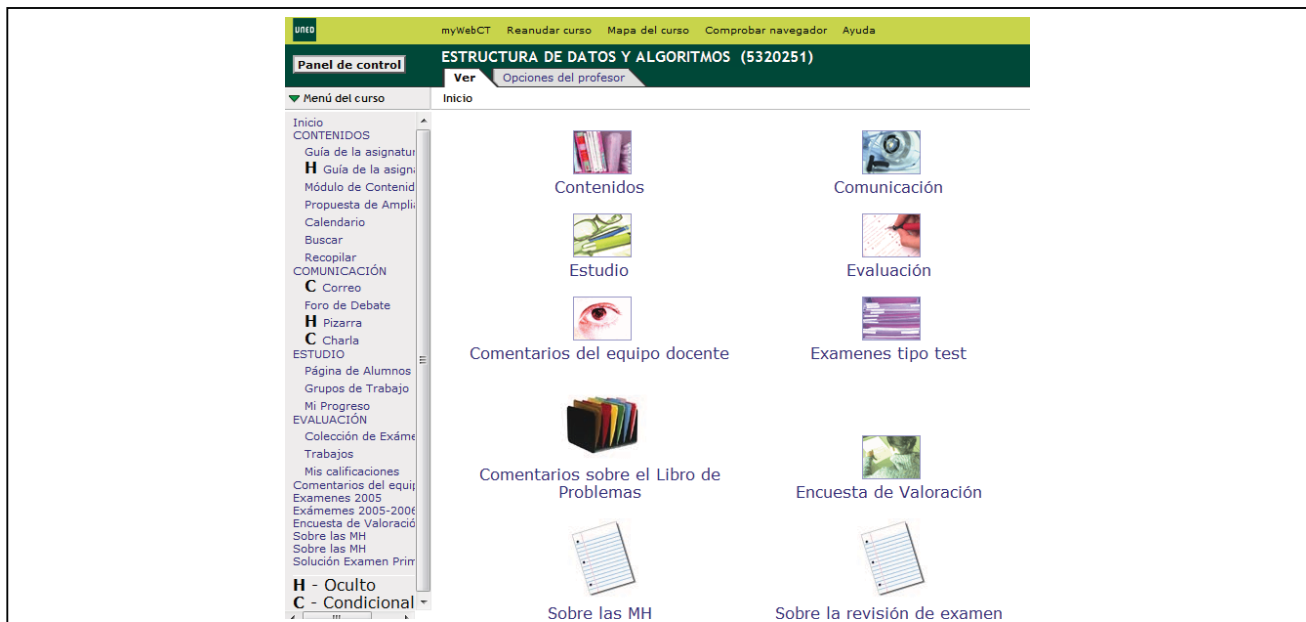 UNED
myWebCT Reanudar curso Mapa del curso Comprobar navegador Ayuda
Panel de control
ESTRUCTURA DE DATOS Y ALGORITMOS (5320251)
Ver Opciones del profesor
Menú del curso
Inicio
Inicio
CONTENIDOS
Guía de la asignatur
H Guía de la asigna
Módulo de Contenid
Propuesta de Amplia
Calendario
Buscar
Recopilar
COMUNICACIÓN
C Correo
Foro de Debate
H Pizarra
C Charla
ESTUDIO
Página de Alumnos
Grupos de Trabajo
Mi Progreso
EVALUACIÓN
Colección de Exáme
Trabajos
Mis calificaciones
Comentarios del equip
Examenes 2005
Exámemes 2005-2006
Encuesta de Valoració
Sobre las MH
Sobre las MH
Solución Examen Prim
H - Oculto
C - Condicional
Contenidos
Comunicación
Estudio
Evaluación
Comentarios del equipo docente
Examenes tipo test
Comentarios sobre el Libro de
Problemas
Encuesta de Valoración
Sobre las MH
Sobre la revisión de examen